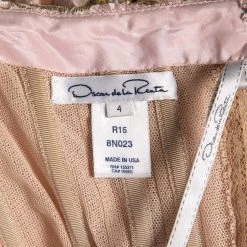 Oscar de la Renta
4
R15
8N023
MADE IN USA
Oscar de la Renta